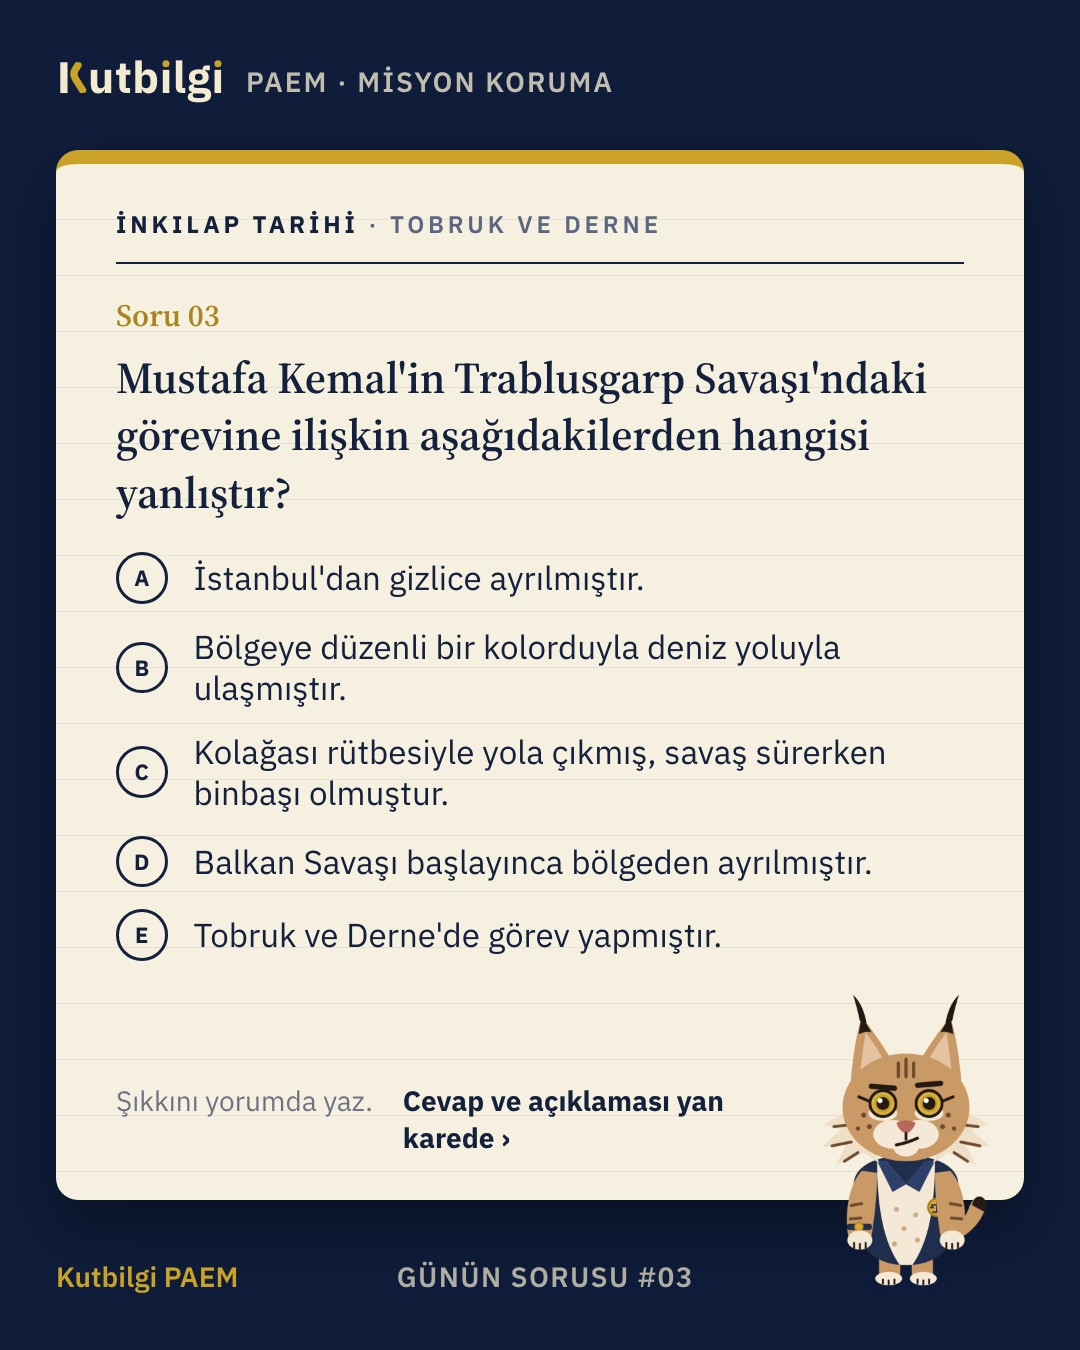 Kutbilgi PAEM · MİSYON KORUMA
İNKILAP TARİHİ · TOBRUK VE DERNE
Soru 03
Mustafa Kemal'in Trablusgarp Savaşı'ndaki
görevine ilişkin aşağıdakilerden hangisi
yanlıştır?
A İstanbul'dan gizlice ayrılmıştır.
B Bölgeye düzenli bir kolorduyla deniz yoluyla
ulaşmıştır.
C Kolağası rütbesiyle yola çıkmış, savaş sürerken
binbaşı olmuştur.
D Balkan Savaşı başlayınca bölgeden ayrılmıştır.
E Tobruk ve Derne'de görev yapmıştır.
Şıkkını yorumda yaz. Cevap ve açıklaması yan
karede ›
Kutbilgi PAEM GÜNÜN SORUSU #03